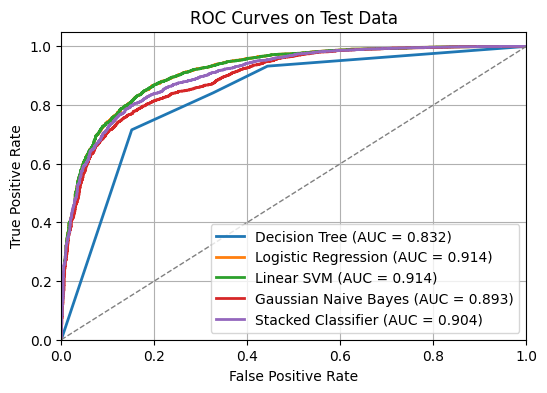 ROC Curves on Test Data
True Positive Rate
1.0
0.8
0.6
0.4
0.2
0.0
Decision Tree (AUC = 0.832)
Logistic Regression (AUC = 0.914)
Linear SVM (AUC = 0.914)
Gaussian Naive Bayes (AUC = 0.893)
Stacked Classifier (AUC = 0.904)
0.0 0.2 0.4 0.6 0.8 1.0
False Positive Rate